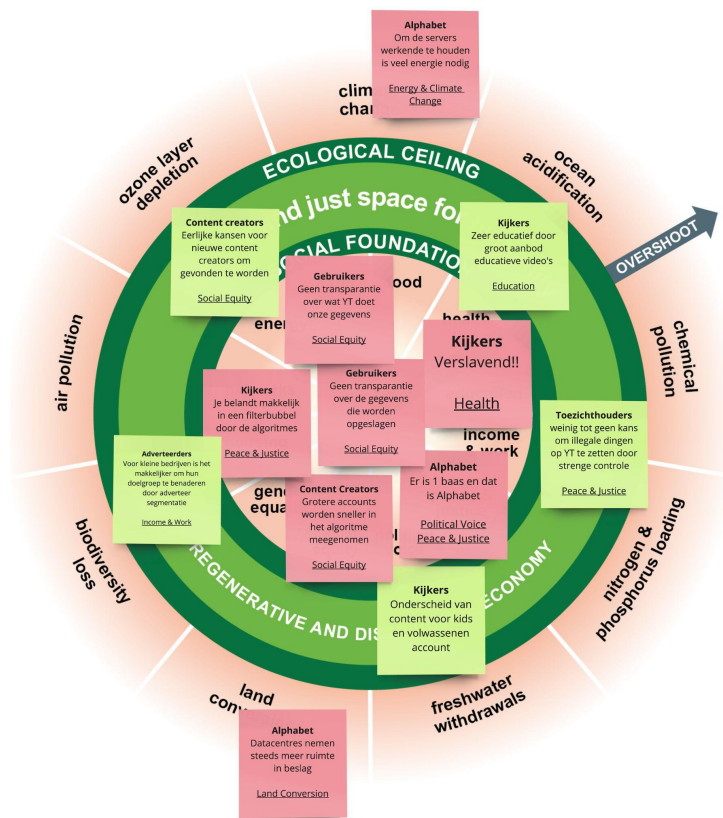 Alphabet
Om de servers
werkende te houden
is veel energie nodig
Energy & Climate
Change
clim
chan
ozone layer
depletion
ocean
acidification
ECOLOGICAL CEILING
nd just space fo
OCIAL FOUNDATION
OVERSHOOT
Content creators
Eerlijke kansen voor
nieuwe content
creators om
gevonden te worden
Social Equity
Kijkers
Zeer educatief door
groot aanbod
educatieve video's
Education
Gebruikers
Geen transparantie
over wat YT doet
onze gegevens
Social Equity
ood
ener
health
air pollution
chemical
pollution
Kijkers
Verslavend!!
Health
Kijkers
Je belandt makkelijk
in een filterbubbel
door de algoritmes
Peace & Justice
Gebruikers
Geen transparantie
over de gegevens
die worden
opgeslagen
Social Equity
Toezichthouders
weinig tot geen kans
om illegale dingen
op YT te zetten door
strenge controle
Peace & Justice
income
& work
Adverteerders
Voor kleine bedrijven is het
makkelijker om hun
doelgroep te benaderen
door adverteer
segmentatie
Income & Work
Alphabet
Er is 1 baas en dat
is Alphabet
Political Voice
Peace & Justice
gen
equa
Content Creators
Grotere accounts
worden sneller in
het algoritme
meegenomen
Social Equity
biodiversity
loss
nitrogen &
phosphorus loading
REGENERATIVE AND DIS
ECONOMY
Kijkers
Onderscheid van
content voor kids
en volwassenen
account
land
conv
freshwater
withdrawals
Alphabet
Datacentres nemen
steeds meer ruimte
in beslag
Land Conversion